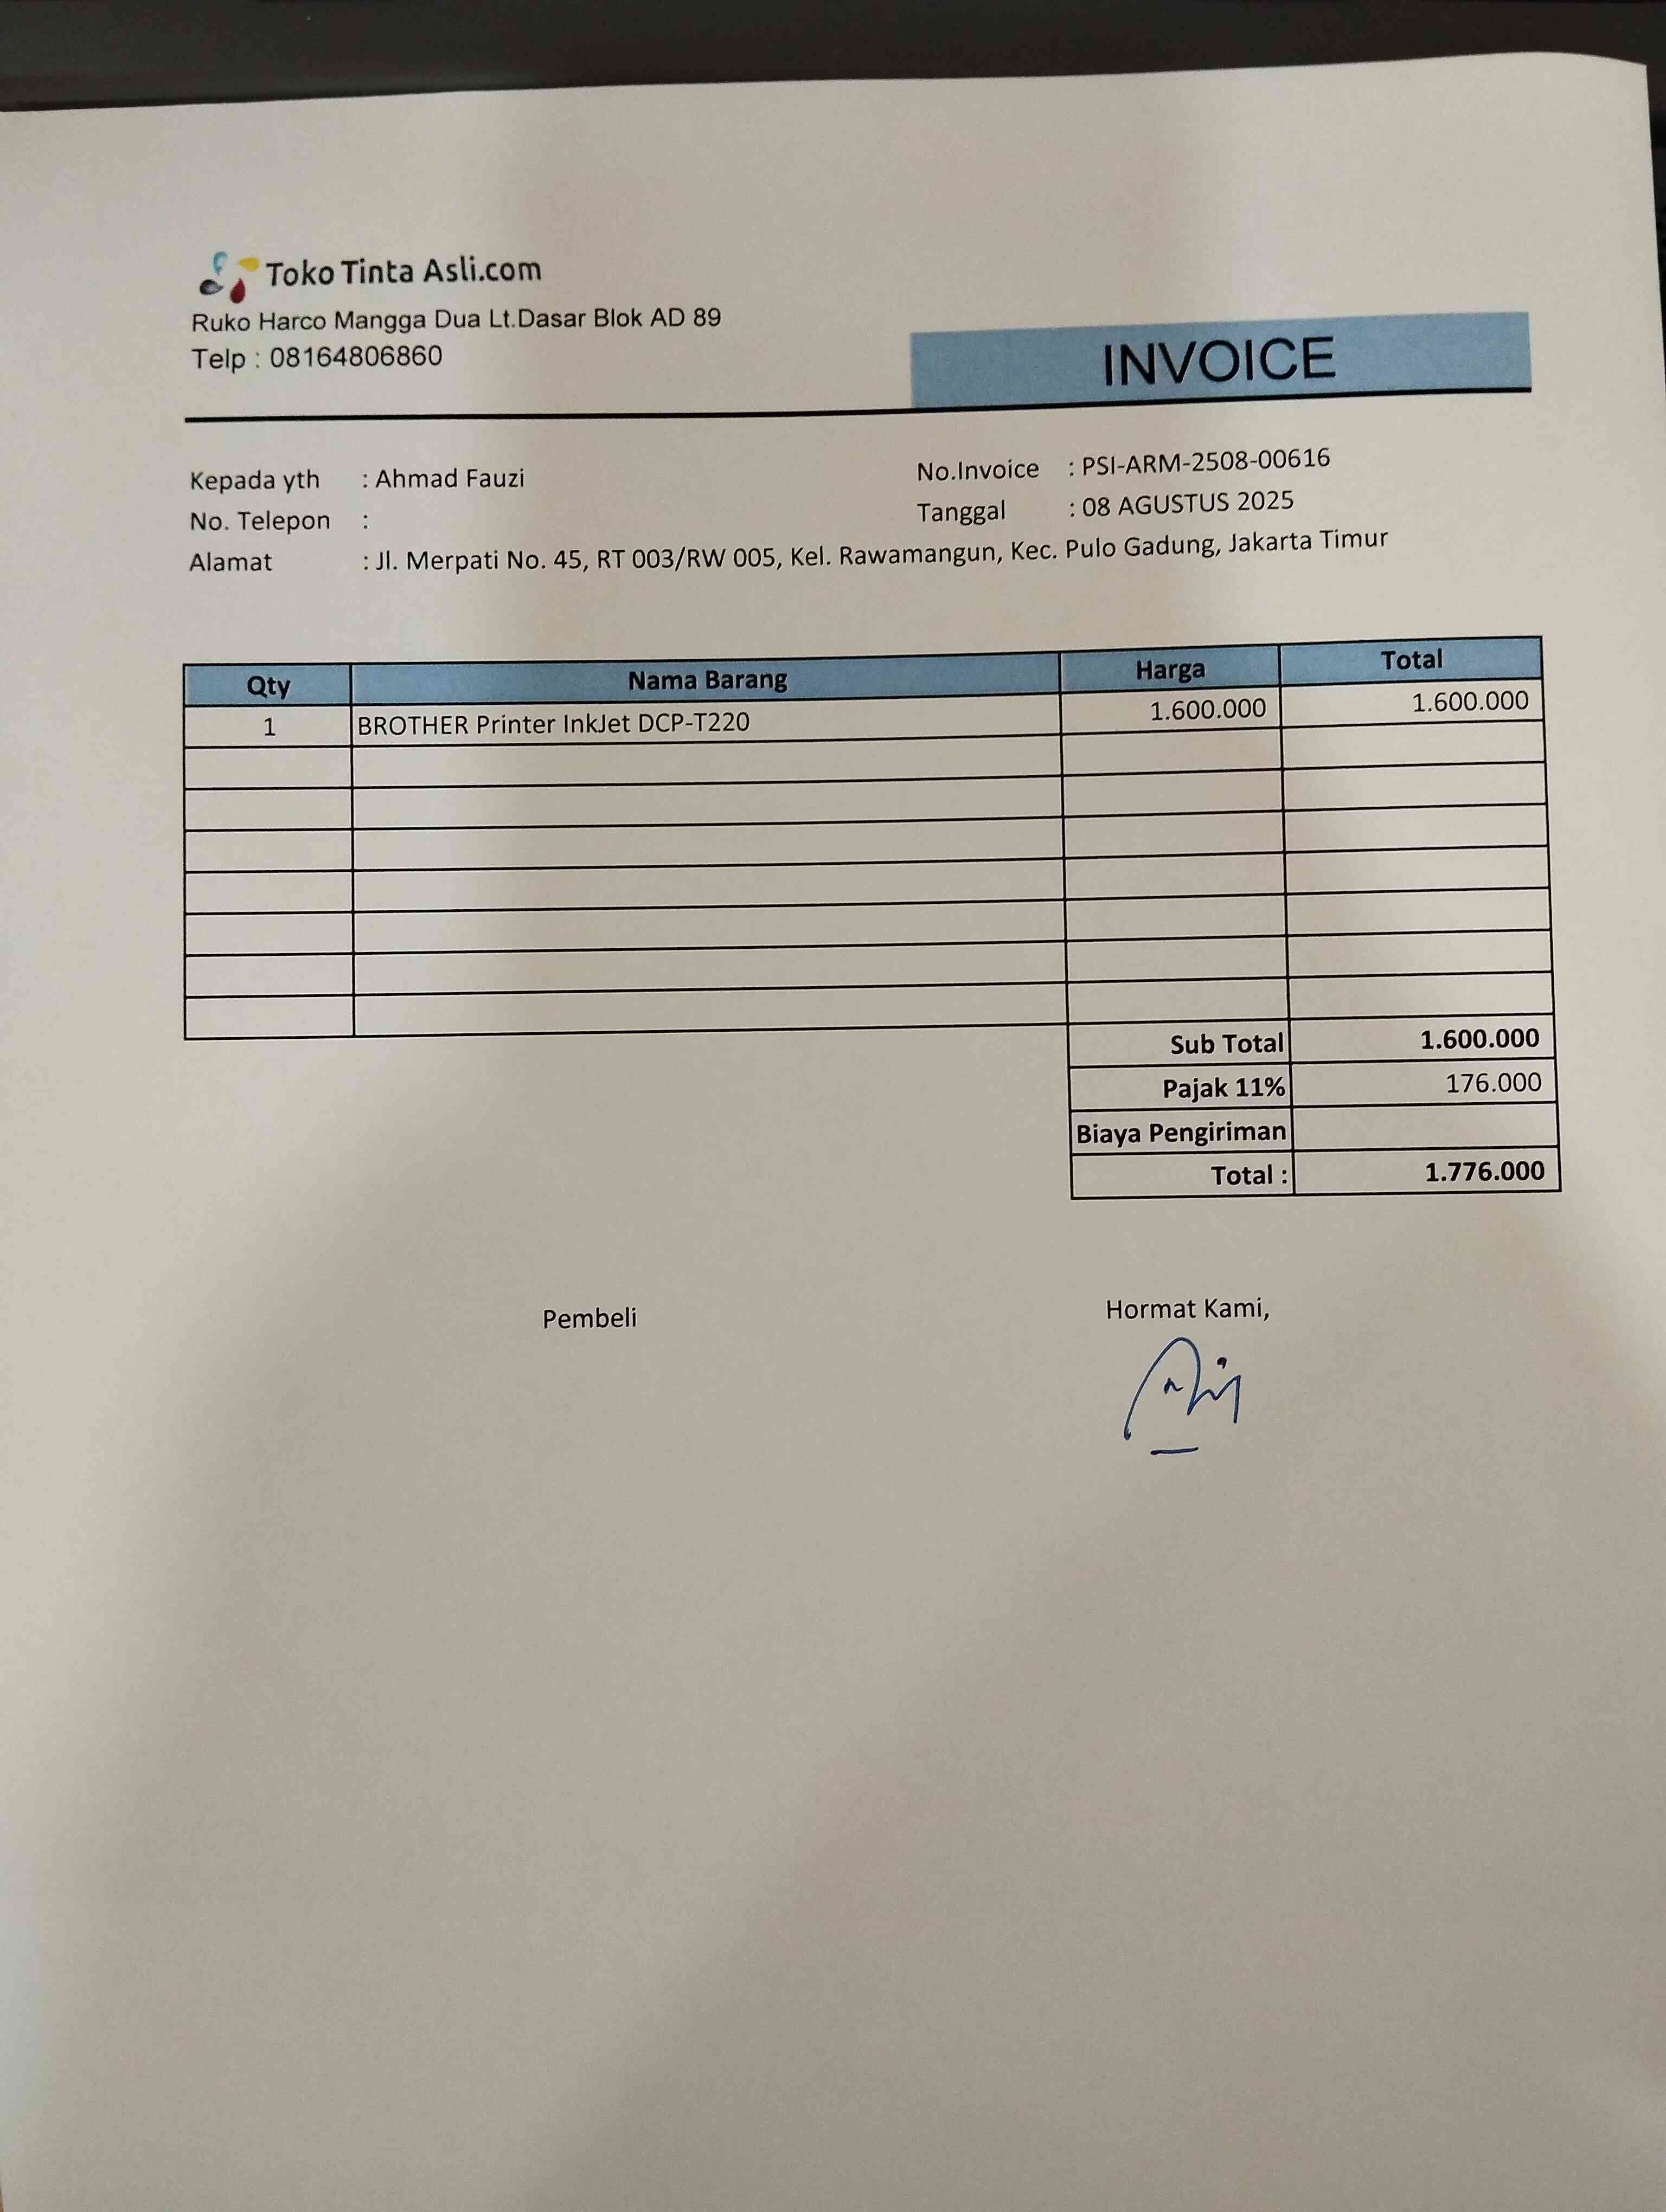 Toko Tinta Asli.com
Ruko Harco Mangga Dua Lt.Dasar Blok AD 89
Telp : 08164806860
INVOICE
Kepada yth : Ahmad Fauzi
No. Telepon :
Alamat : Jl. Merpati No. 45, RT 003/RW 005, Kel. Rawamangun, Kec. Pulo Gadung, Jakarta Timur
No.Invoice : PSI-ARM-2508-00616
Tanggal : 08 AGUSTUS 2025
Qty Nama Barang Harga Total
1 BROTHER Printer InkJet DCP-T220 1.600.000 1.600.000
Sub Total 1.600.000
Pajak 11% 176.000
Biaya Pengiriman
Total : 1.776.000
Pembeli Hormat Kami,